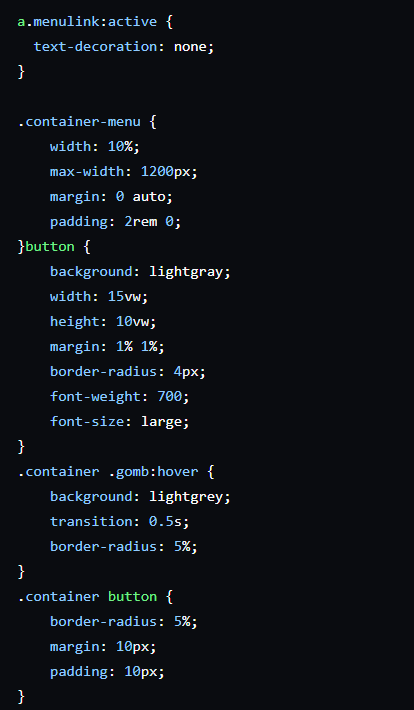 a.menulink:active {
  text-decoration: none;
}

.container-menu {
    width: 10%;
    max-width: 1200px;
    margin: 0 auto;
    padding: 2rem 0;
}button {
    background: lightgray;
    width: 15vw;
    height: 10vw;
    margin: 1% 1%;
    border-radius: 4px;
    font-weight: 700;
    font-size: large;
}
.container .gomb:hover {
    background: lightgrey;
    transition: 0.5s;
    border-radius: 5%;
}
.container button {
    border-radius: 5%;
    margin: 10px;
    padding: 10px;
}